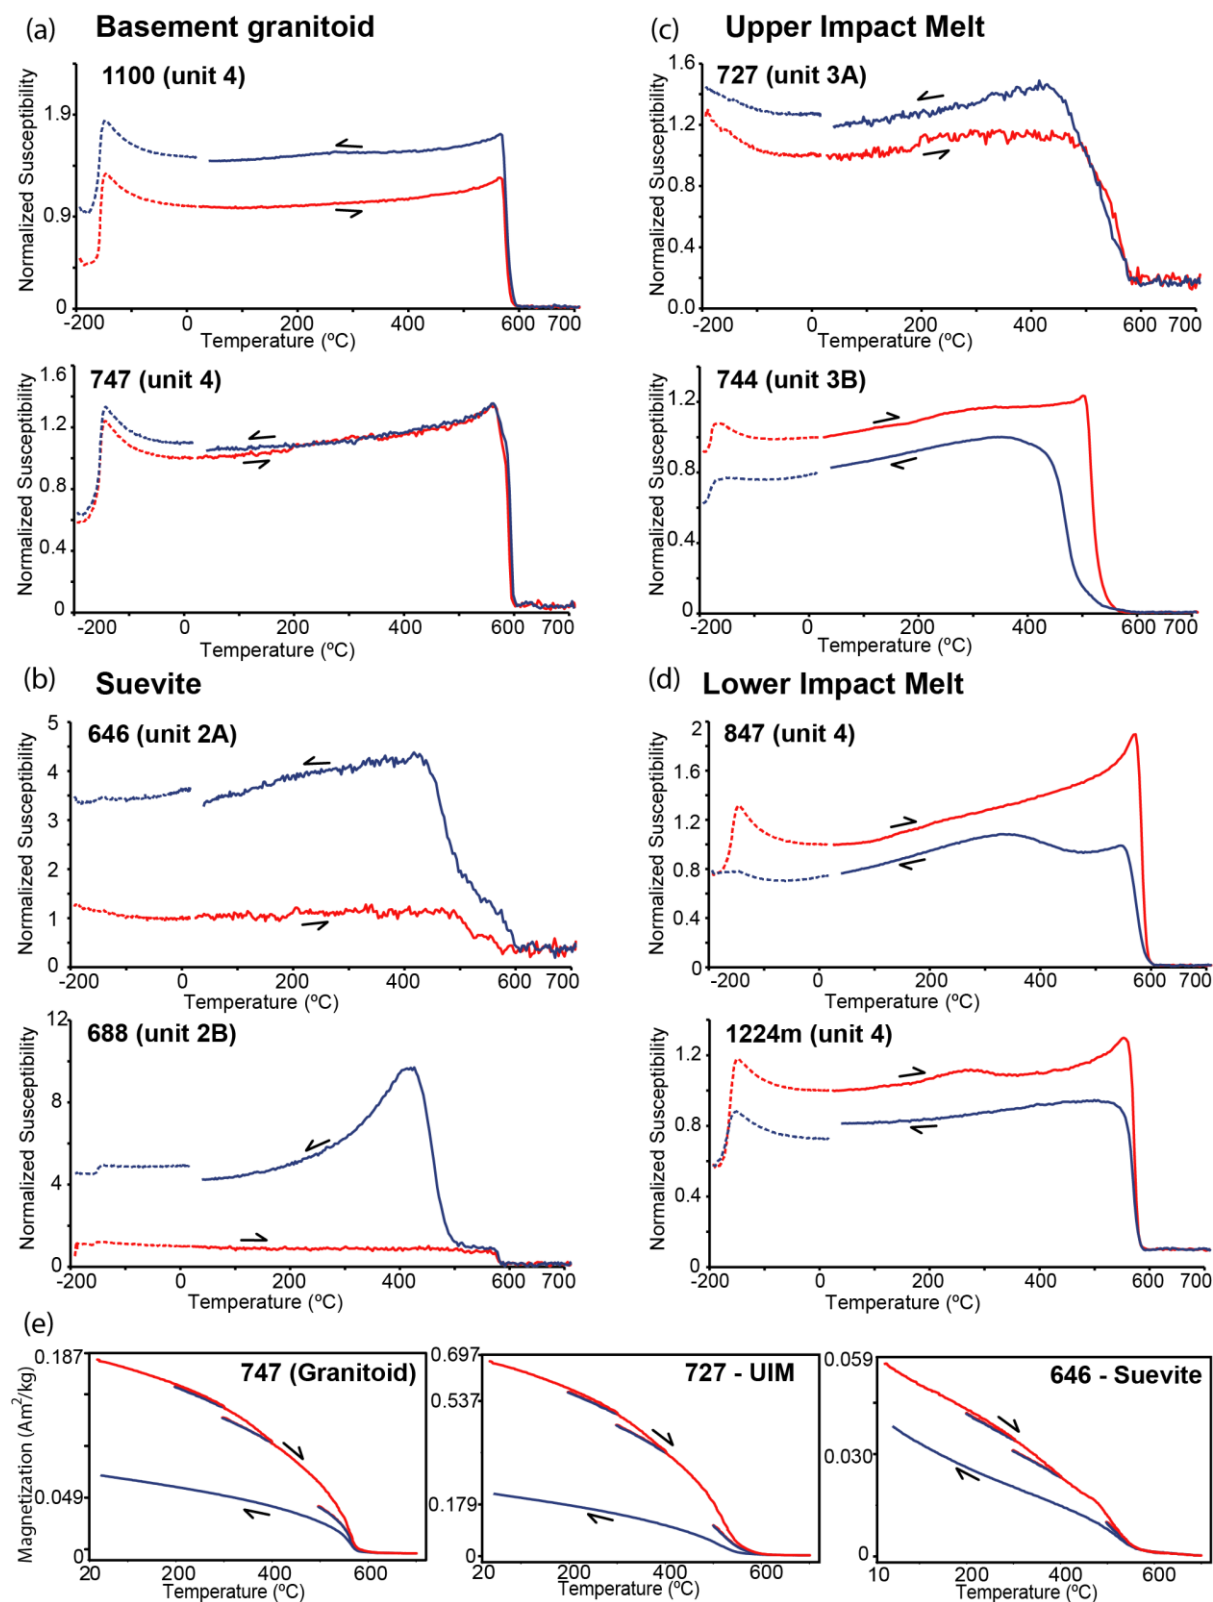 (a) Basement granitoid
1100 (unit 4)
Normalized Susceptibility
1.9
0.9
0
-200 0 200 400 600 700
Temperature (ºC)
747 (unit 4)
Normalized Susceptibility
1.6
1.2
0.4
0
-200 0 200 400 600 700
Temperature (ºC)
(b) Suevite
646 (unit 2A)
Normalized Susceptibility
5
4
3
2
1
0
-200 0 200 400 600 700
Temperature (ºC)
688 (unit 2B)
Normalized Susceptibility
12
8
4
0
-200 0 200 400 600 700
Temperature (ºC)
(c) Upper Impact Melt
727 (unit 3A)
Normalized Susceptibility
1.6
1.2
0.8
0.4
0.0
-200 0 200 400 600 700
Temperature (ºC)
744 (unit 3B)
Normalized Susceptibility
1.2
0.8
0.4
0
-200 0 200 400 600 700
Temperature (ºC)
(d) Lower Impact Melt
847 (unit 4)
Normalized Susceptibility
2
1.6
1.2
0.8
0.4
0
-200 0 200 400 600 700
Temperature (ºC)
1224m (unit 4)
Normalized Susceptibility
1.2
0.8
0.4
0
-200 0 200 400 600 700
Temperature (ºC)
(e)
Magnetization (Am²/kg)
747 (Granitoid)
0.187
0.049
0
20 200 400 600
Temperature (ºC)
727 - UIM
0.697
0.537
0.179
0
20 200 400 600
Temperature (ºC)
646 - Suevite
0.059
0.030
0
10 200 400 600
Temperature (ºC)